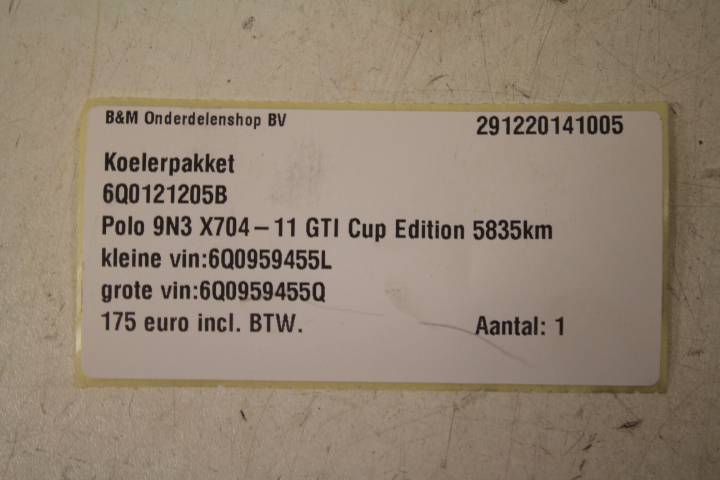 B&M Onderdelenshop BV 291220141005
Koelerpakket
6Q0121205B
Polo 9N3 X704-11 GTI Cup Edition 5835km
kleine vin:6Q0959455L
grote vin:6Q0959455Q
175 euro incl. BTW. Aantal: 1